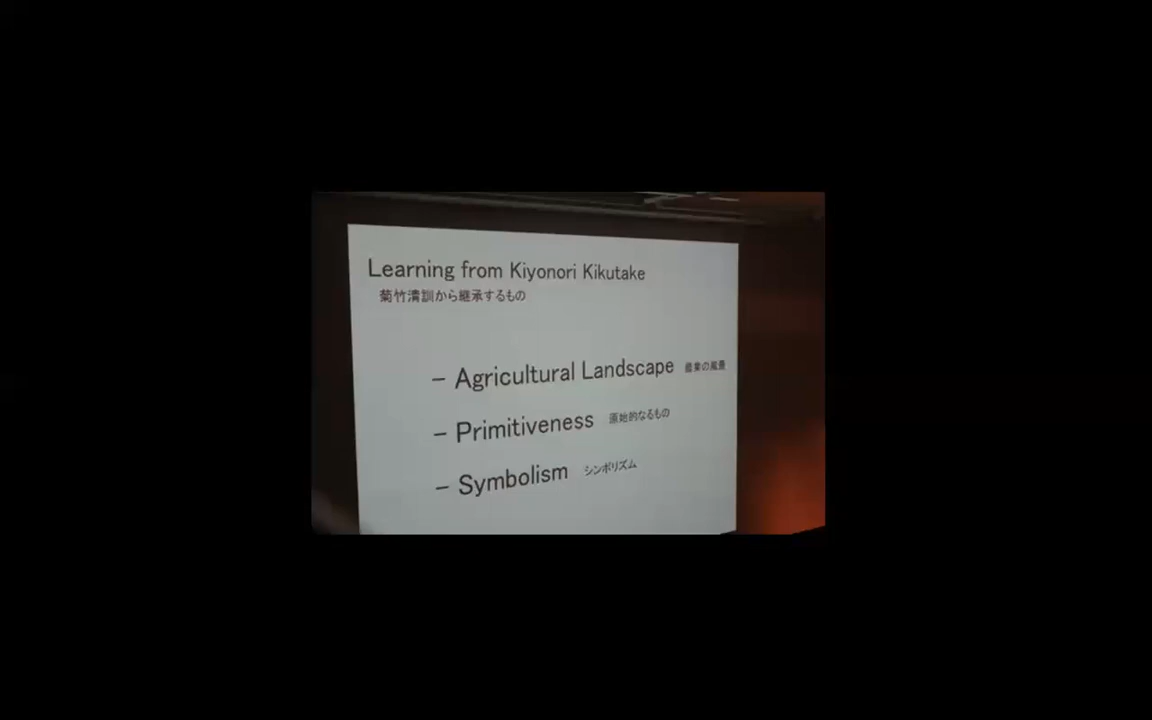 Learning from Kiyonori Kikutake
菊竹清訓から継承するもの
– Agricultural Landscape 農業の風景
– Primitiveness 原始的なるもの
– Symbolism シンボリズム